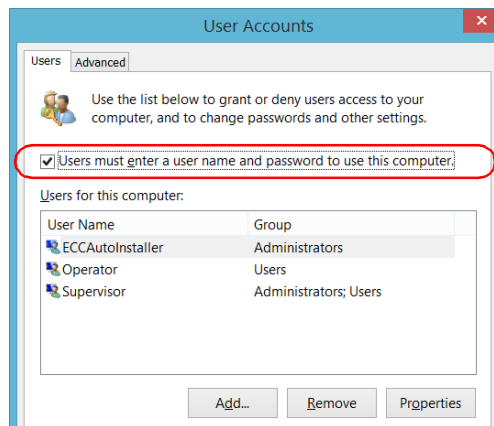 User Accounts
Users Advanced
Use the list below to grant or deny users access to your
computer, and to change passwords and other settings.
Users must enter a user name and password to use this computer.
Users for this computer:
User Name Group
ECCAutoInstaller Administrators
Operator Users
Supervisor Administrators; Users
Add... Remove Properties